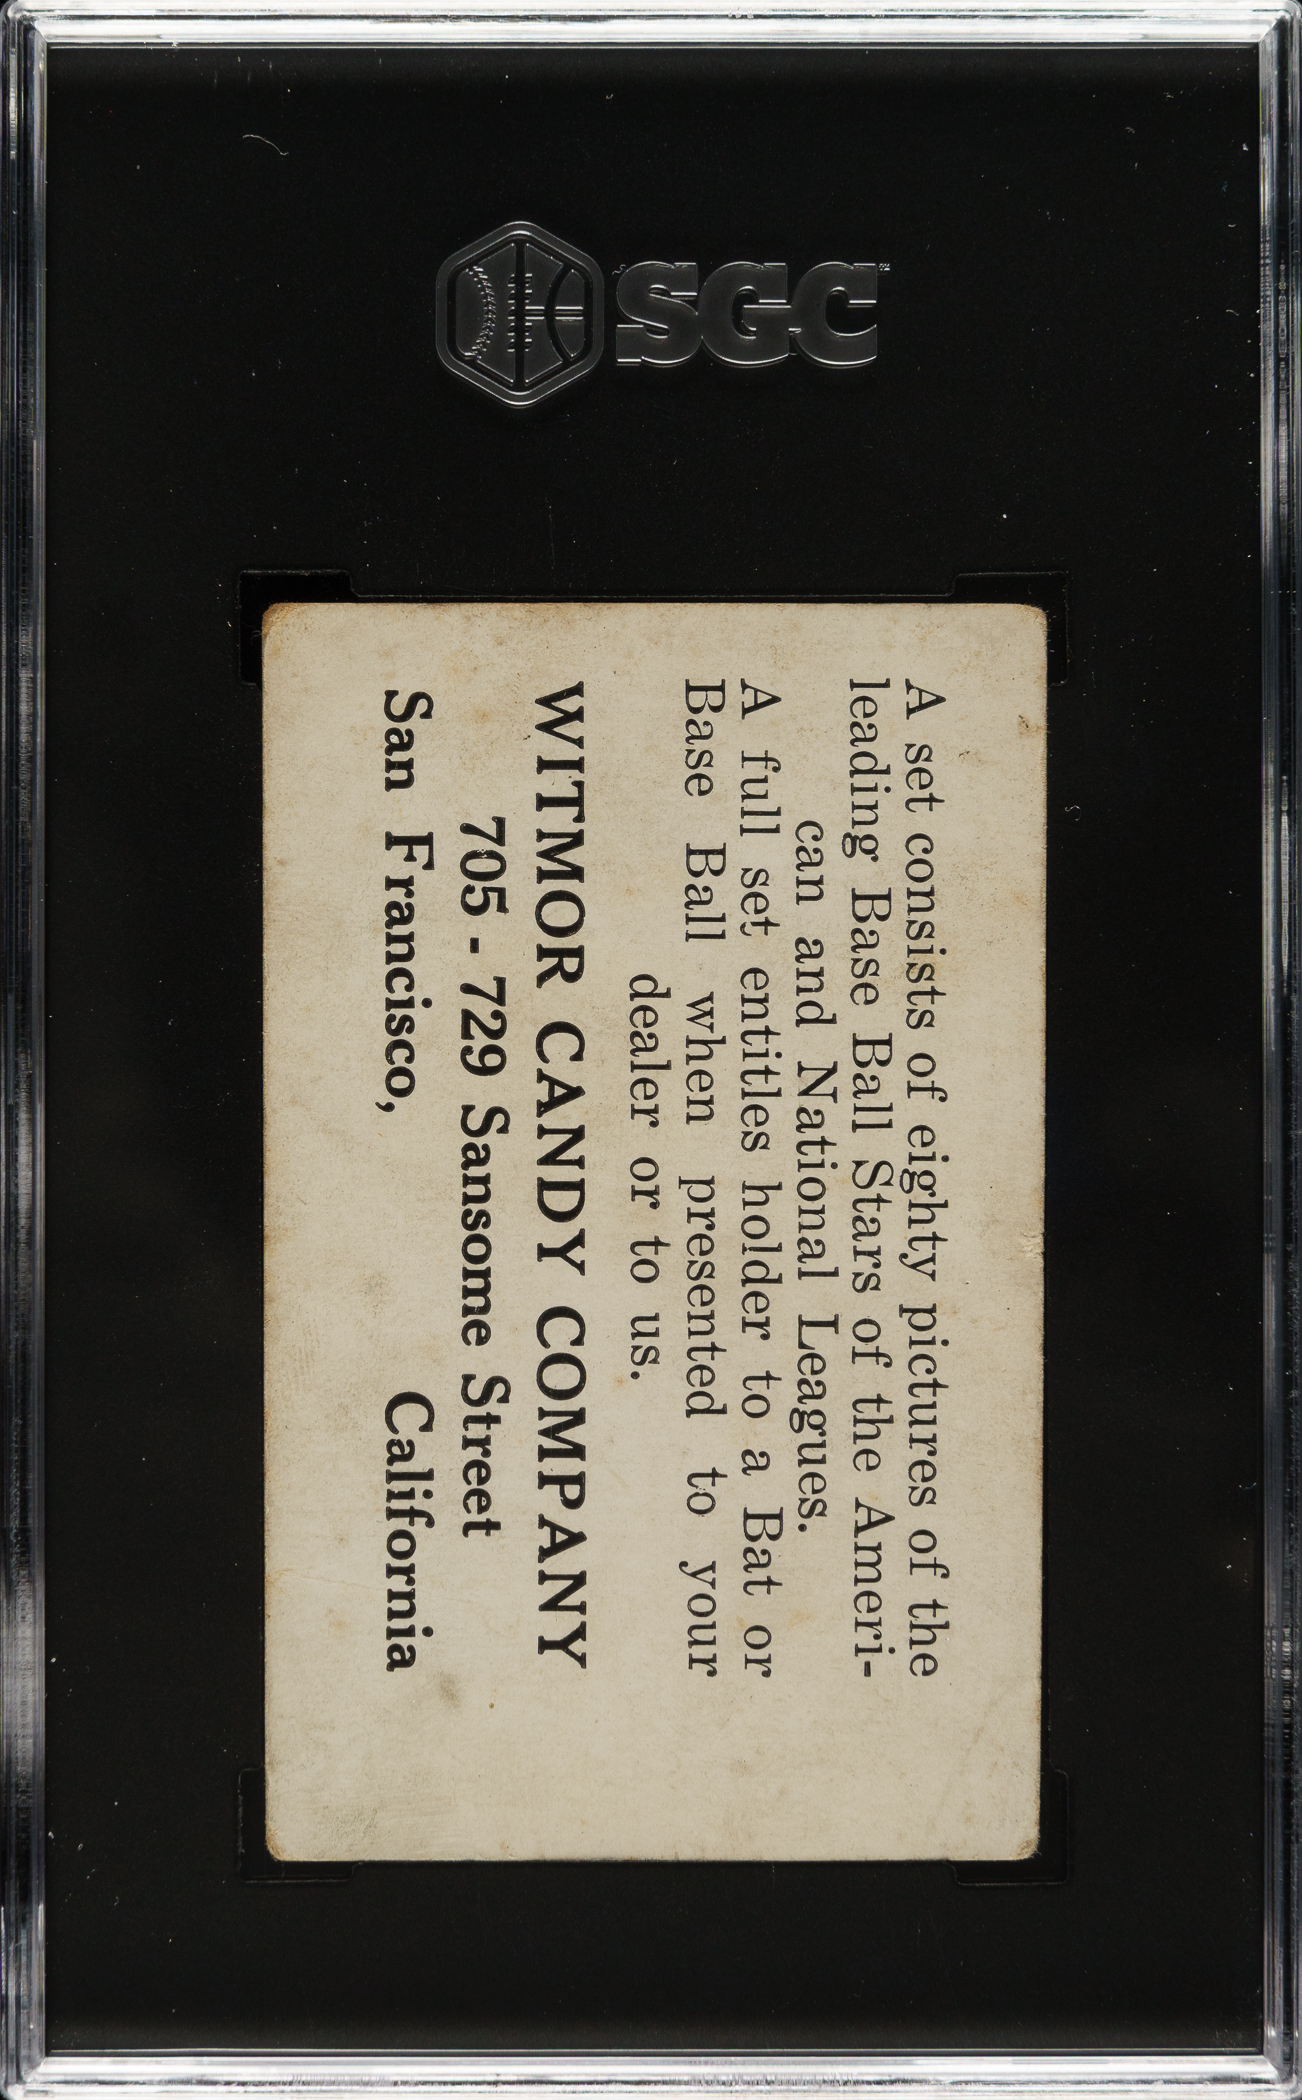 SGC
A set consists of eighty pictures of the
leading Base Ball Stars of the Ameri-
can and National Leagues.
A full set entitles holder to a Bat or
Base Ball when presented to your
dealer or to us.
WITMOR CANDY COMPANY
705 - 729 Sansome Street
San Francisco, California